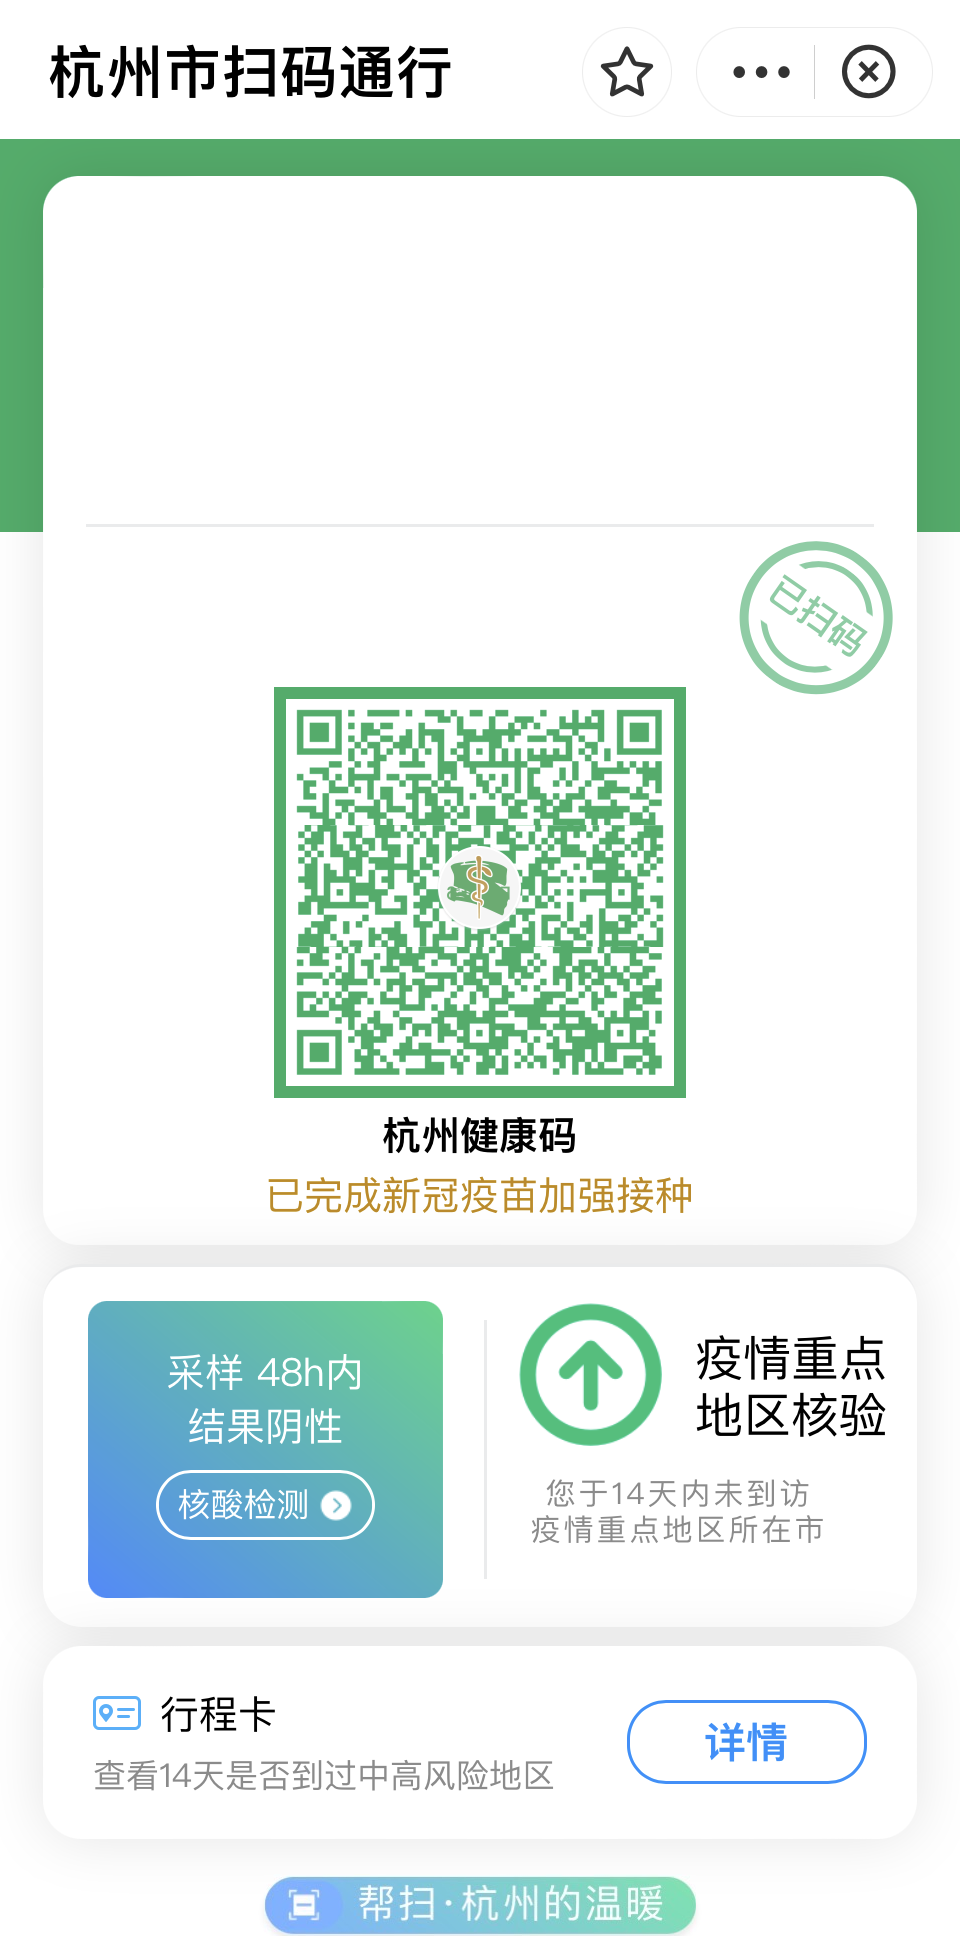 杭州市扫码通行
已扫码
杭州健康码
已完成新冠疫苗加强接种
采样 48h内
结果阴性
核酸检测
疫情重点
地区核验
您于14天内未到访
疫情重点地区所在市
行程卡
查看14天是否到过中高风险地区
详情
帮扫·杭州的温暖